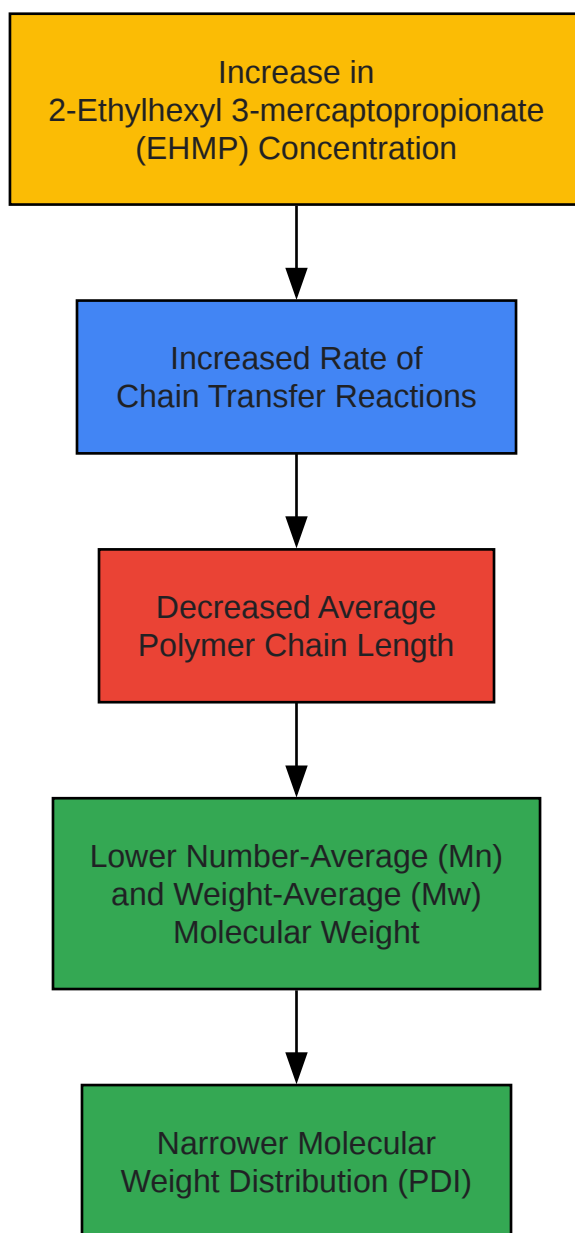 Increase in
2-Ethylhexyl 3-mercaptopropionate
(EHMP) Concentration
Increased Rate of
Chain Transfer Reactions
Decreased Average
Polymer Chain Length
Lower Number-Average (Mn)
and Weight-Average (Mw)
Molecular Weight
Narrower Molecular
Weight Distribution (PDI)